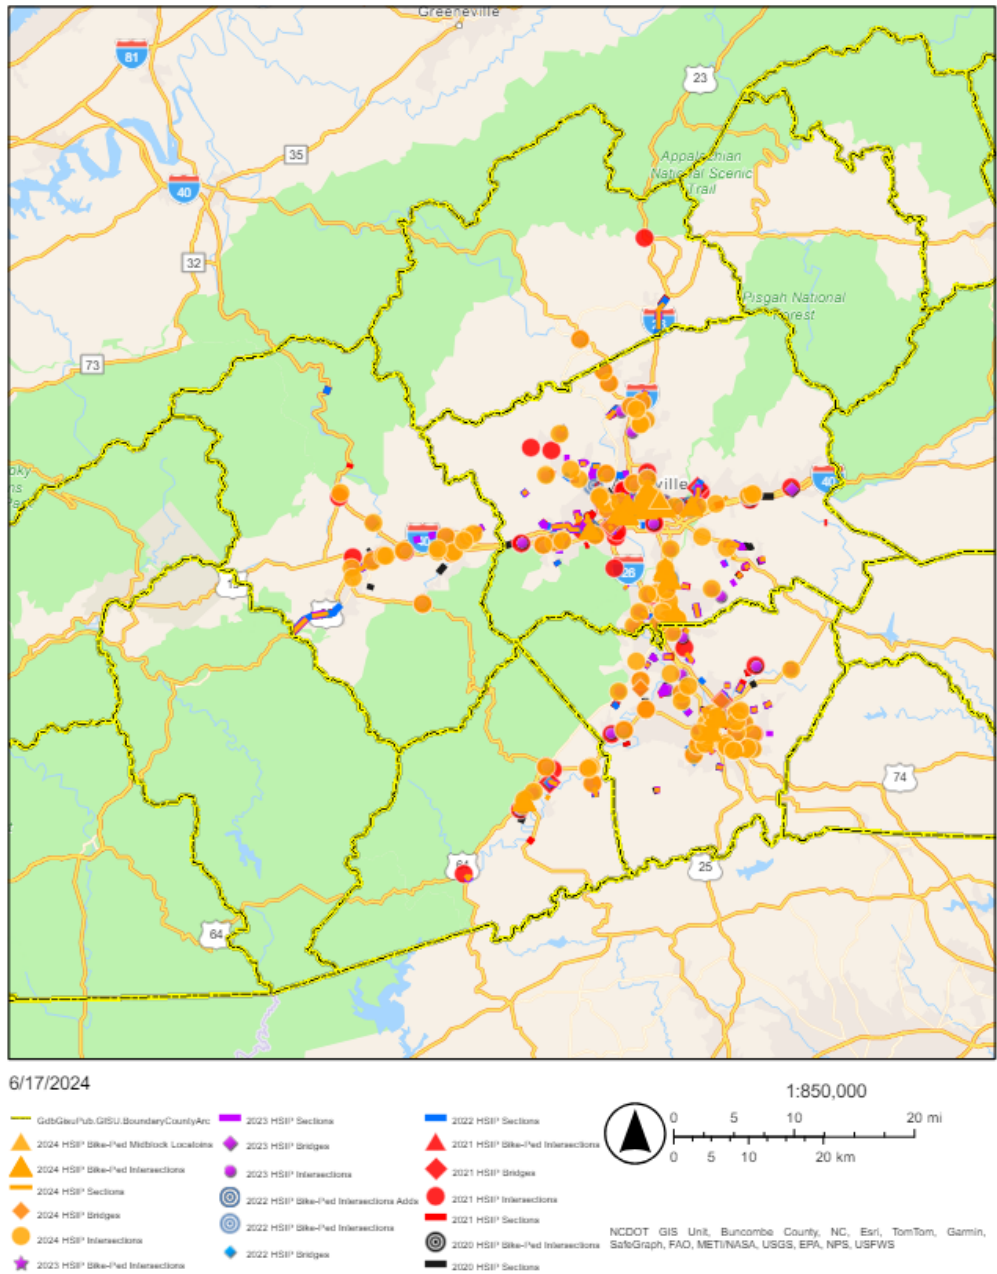 Greeneville
81
23
35
Appalachian
National Scenic
Trail
40
32
Pisgah National
73
40
ville
26
74
64
25
64
6/17/2024
1:850,000
GdbGisuPub.GISU.BoundaryCountyArc
2024 HSIP Bike-Ped Midblock Locatoins
2024 HSIP Bike-Ped Intersections
2024 HSIP Sections
2024 HSIP Bridges
2024 HSIP Intersections
2023 HSIP Bike-Ped Intersections
2023 HSIP Sections
2023 HSIP Bridges
2023 HSIP Intersections
2022 HSIP Bike-Ped Intersections Adds
2022 HSIP Bike-Ped Intersections
2022 HSIP Bridges
2022 HSIP Sections
2021 HSIP Bike-Ped Intersections
2021 HSIP Bridges
2021 HSIP Intersections
2021 HSIP Sections
2020 HSIP Bike-Ped Intersections
2020 HSIP Sections
0 5 10 20 mi
0 5 10 20 km
NCDOT GIS Unit, Buncombe County, NC, Esri, TomTom, Garmin,
SafeGraph, FAO, METI/NASA, USGS, EPA, NPS, USFWS